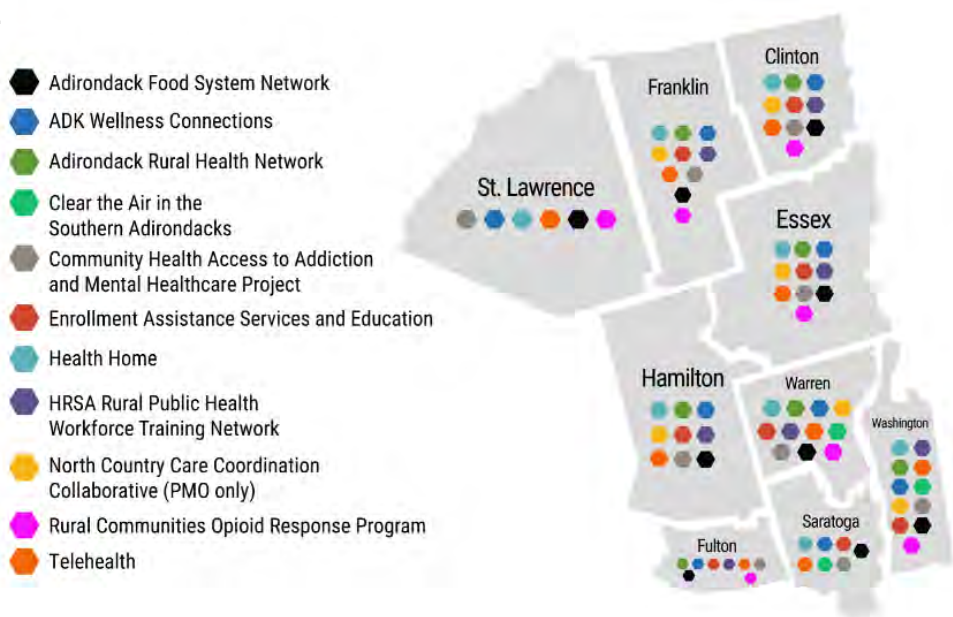 Adirondack Food System Network
ADK Wellness Connections
Adirondack Rural Health Network
Clear the Air in the
Southern Adirondacks
Community Health Access to Addiction
and Mental Healthcare Project
Enrollment Assistance Services and Education
Health Home
HRSA Rural Public Health
Workforce Training Network
North Country Care Coordination
Collaborative (PMO only)
Rural Communities Opioid Response Program
Telehealth
Clinton
Franklin
St. Lawrence
Essex
Hamilton
Warren
Washington
Saratoga
Fulton